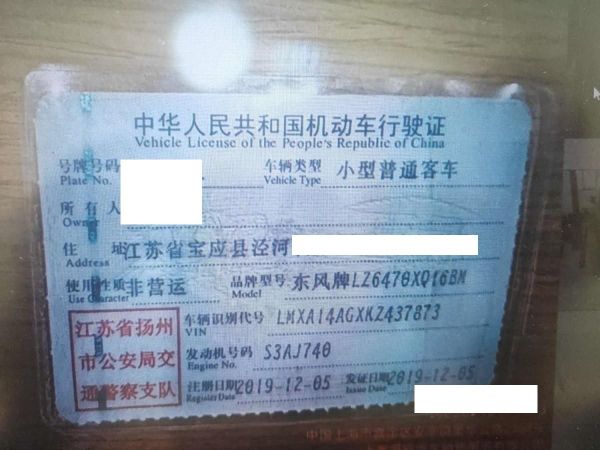 中华人民共和国机动车行驶证
Vehicle License of the People's Republic of China
号牌号码 车辆类型 小型普通客车
Plate No. Vehicle Type
所有人
Owner
住 址 江苏省宝应县泾河
Address
使用性质 非营运 品牌型号 东风牌LZ6470XQ16BM
Use Character Model
江苏省扬州
市公安局交
通警察支队
车辆识别代号 LMXA14AGXKZ437873
VIN
发动机号码 S3AJ740
Engine No.
注册日期 2019-12-05 发证日期 2019-12-05
Register Date Issue Date